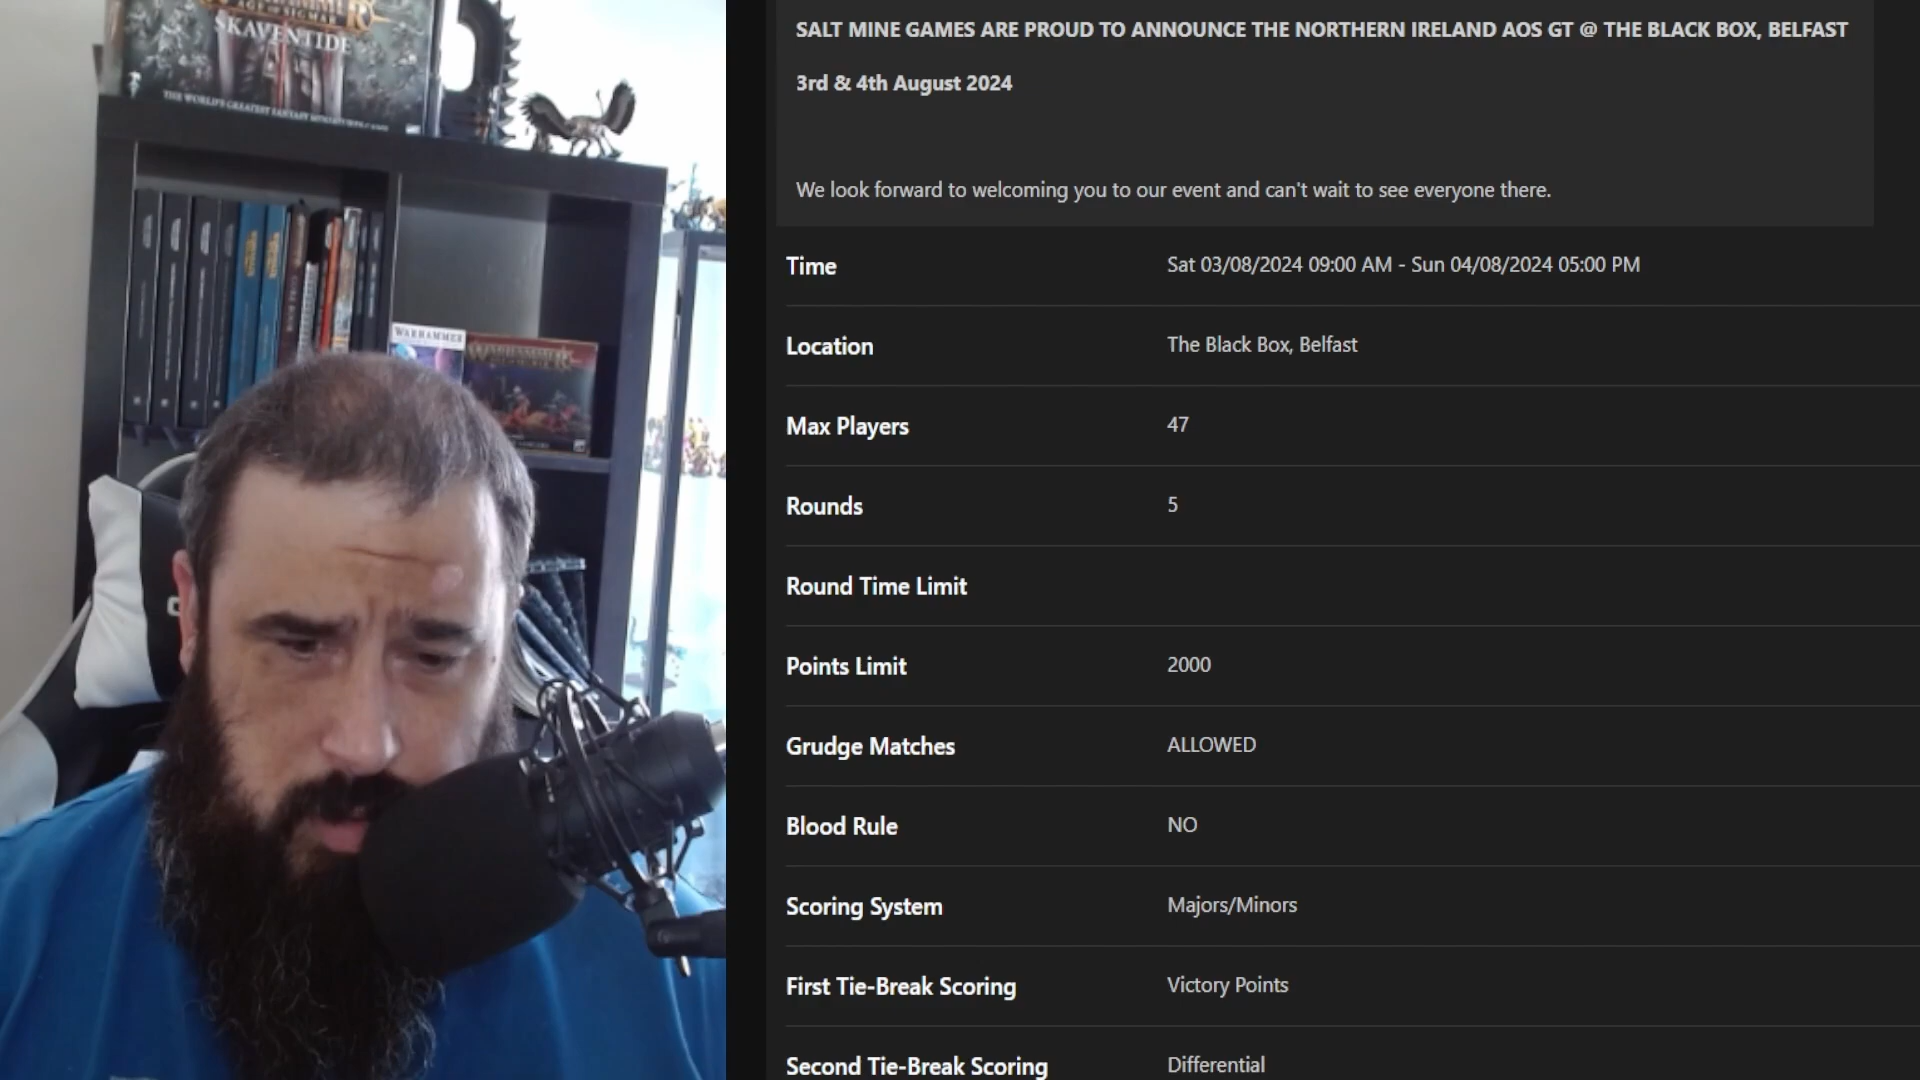 AGE OF SIGMAR
SKAVENTIDE
WARHAMMER
WARHAMMER
SALT MINE GAMES ARE PROUD TO ANNOUNCE THE NORTHERN IRELAND AOS GT @ THE BLACK BOX, BELFAST
3rd & 4th August 2024
We look forward to welcoming you to our event and can't wait to see everyone there.
Time Sat 03/08/2024 09:00 AM - Sun 04/08/2024 05:00 PM
Location The Black Box, Belfast
Max Players 47
Rounds 5
Round Time Limit
Points Limit 2000
Grudge Matches ALLOWED
Blood Rule NO
Scoring System Majors/Minors
First Tie-Break Scoring Victory Points
Second Tie-Break Scoring Differential